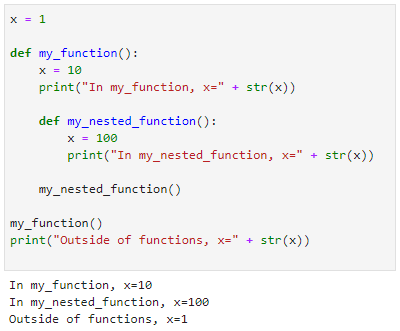 x = 1
def my_function():
    x = 10
    print("In my_function, x=" + str(x))
    def my_nested_function():
        x = 100
        print("In my_nested_function, x=" + str(x))
    my_nested_function()
my_function()
print("Outside of functions, x=" + str(x))
In my_function, x=10
In my_nested_function, x=100
Outside of functions, x=1